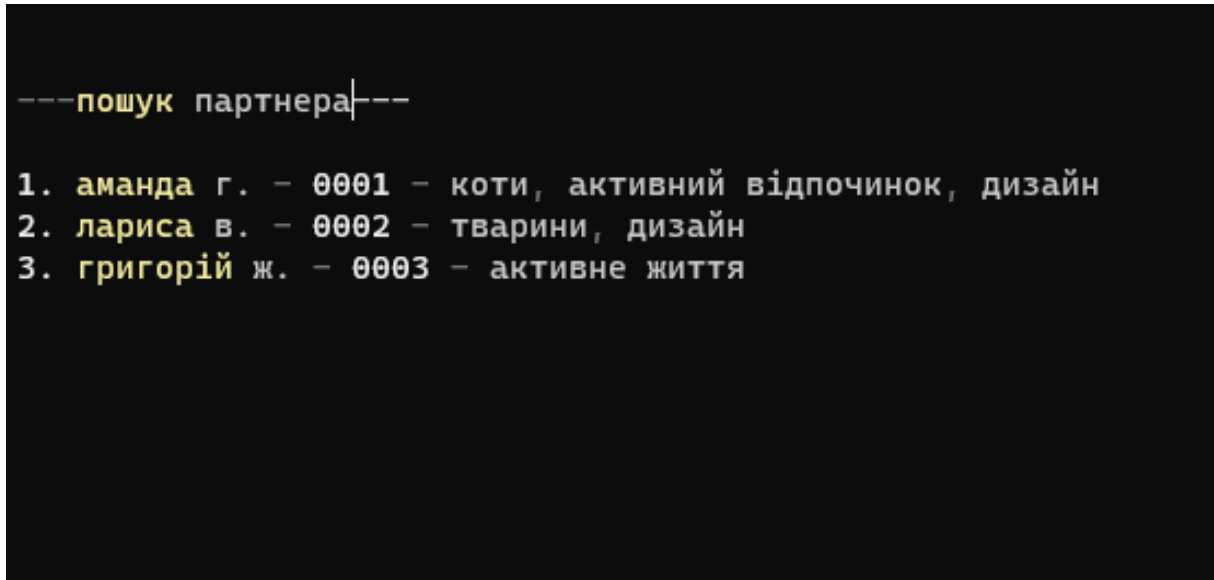 ---пошук партнера---
1. аманда г. - 0001 - коти, активний відпочинок, дизайн
2. лариса в. - 0002 - тварини, дизайн
3. григорій ж. - 0003 - активне життя